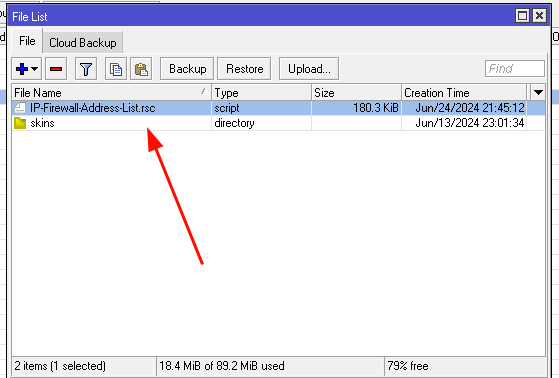 File List
File Cloud Backup
Backup Restore Upload... Find
File Name Type Size Creation Time
IP-Firewall-Address-List.rsc script 180.3 KiB Jun/24/2024 21:45:12
skins directory Jun/13/2024 23:01:34
2 items (1 selected) 18.4 MiB of 89.2 MiB used 79% free